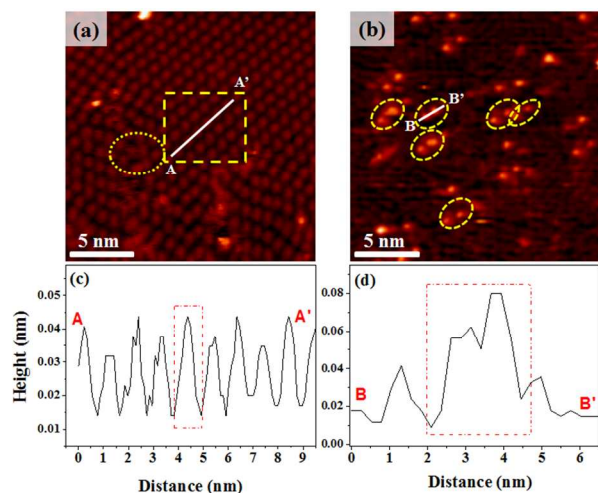 (a)
A'
A
5 nm
(b)
B'
B
5 nm
(c)
A
A'
Height (nm)
0.05
0.04
0.03
0.02
0.01
0 1 2 3 4 5 6 7 8 9
Distance (nm)
(d)
B
B'
0.08
0.06
0.04
0.02
0.00
0 1 2 3 4 5 6
Distance (nm)